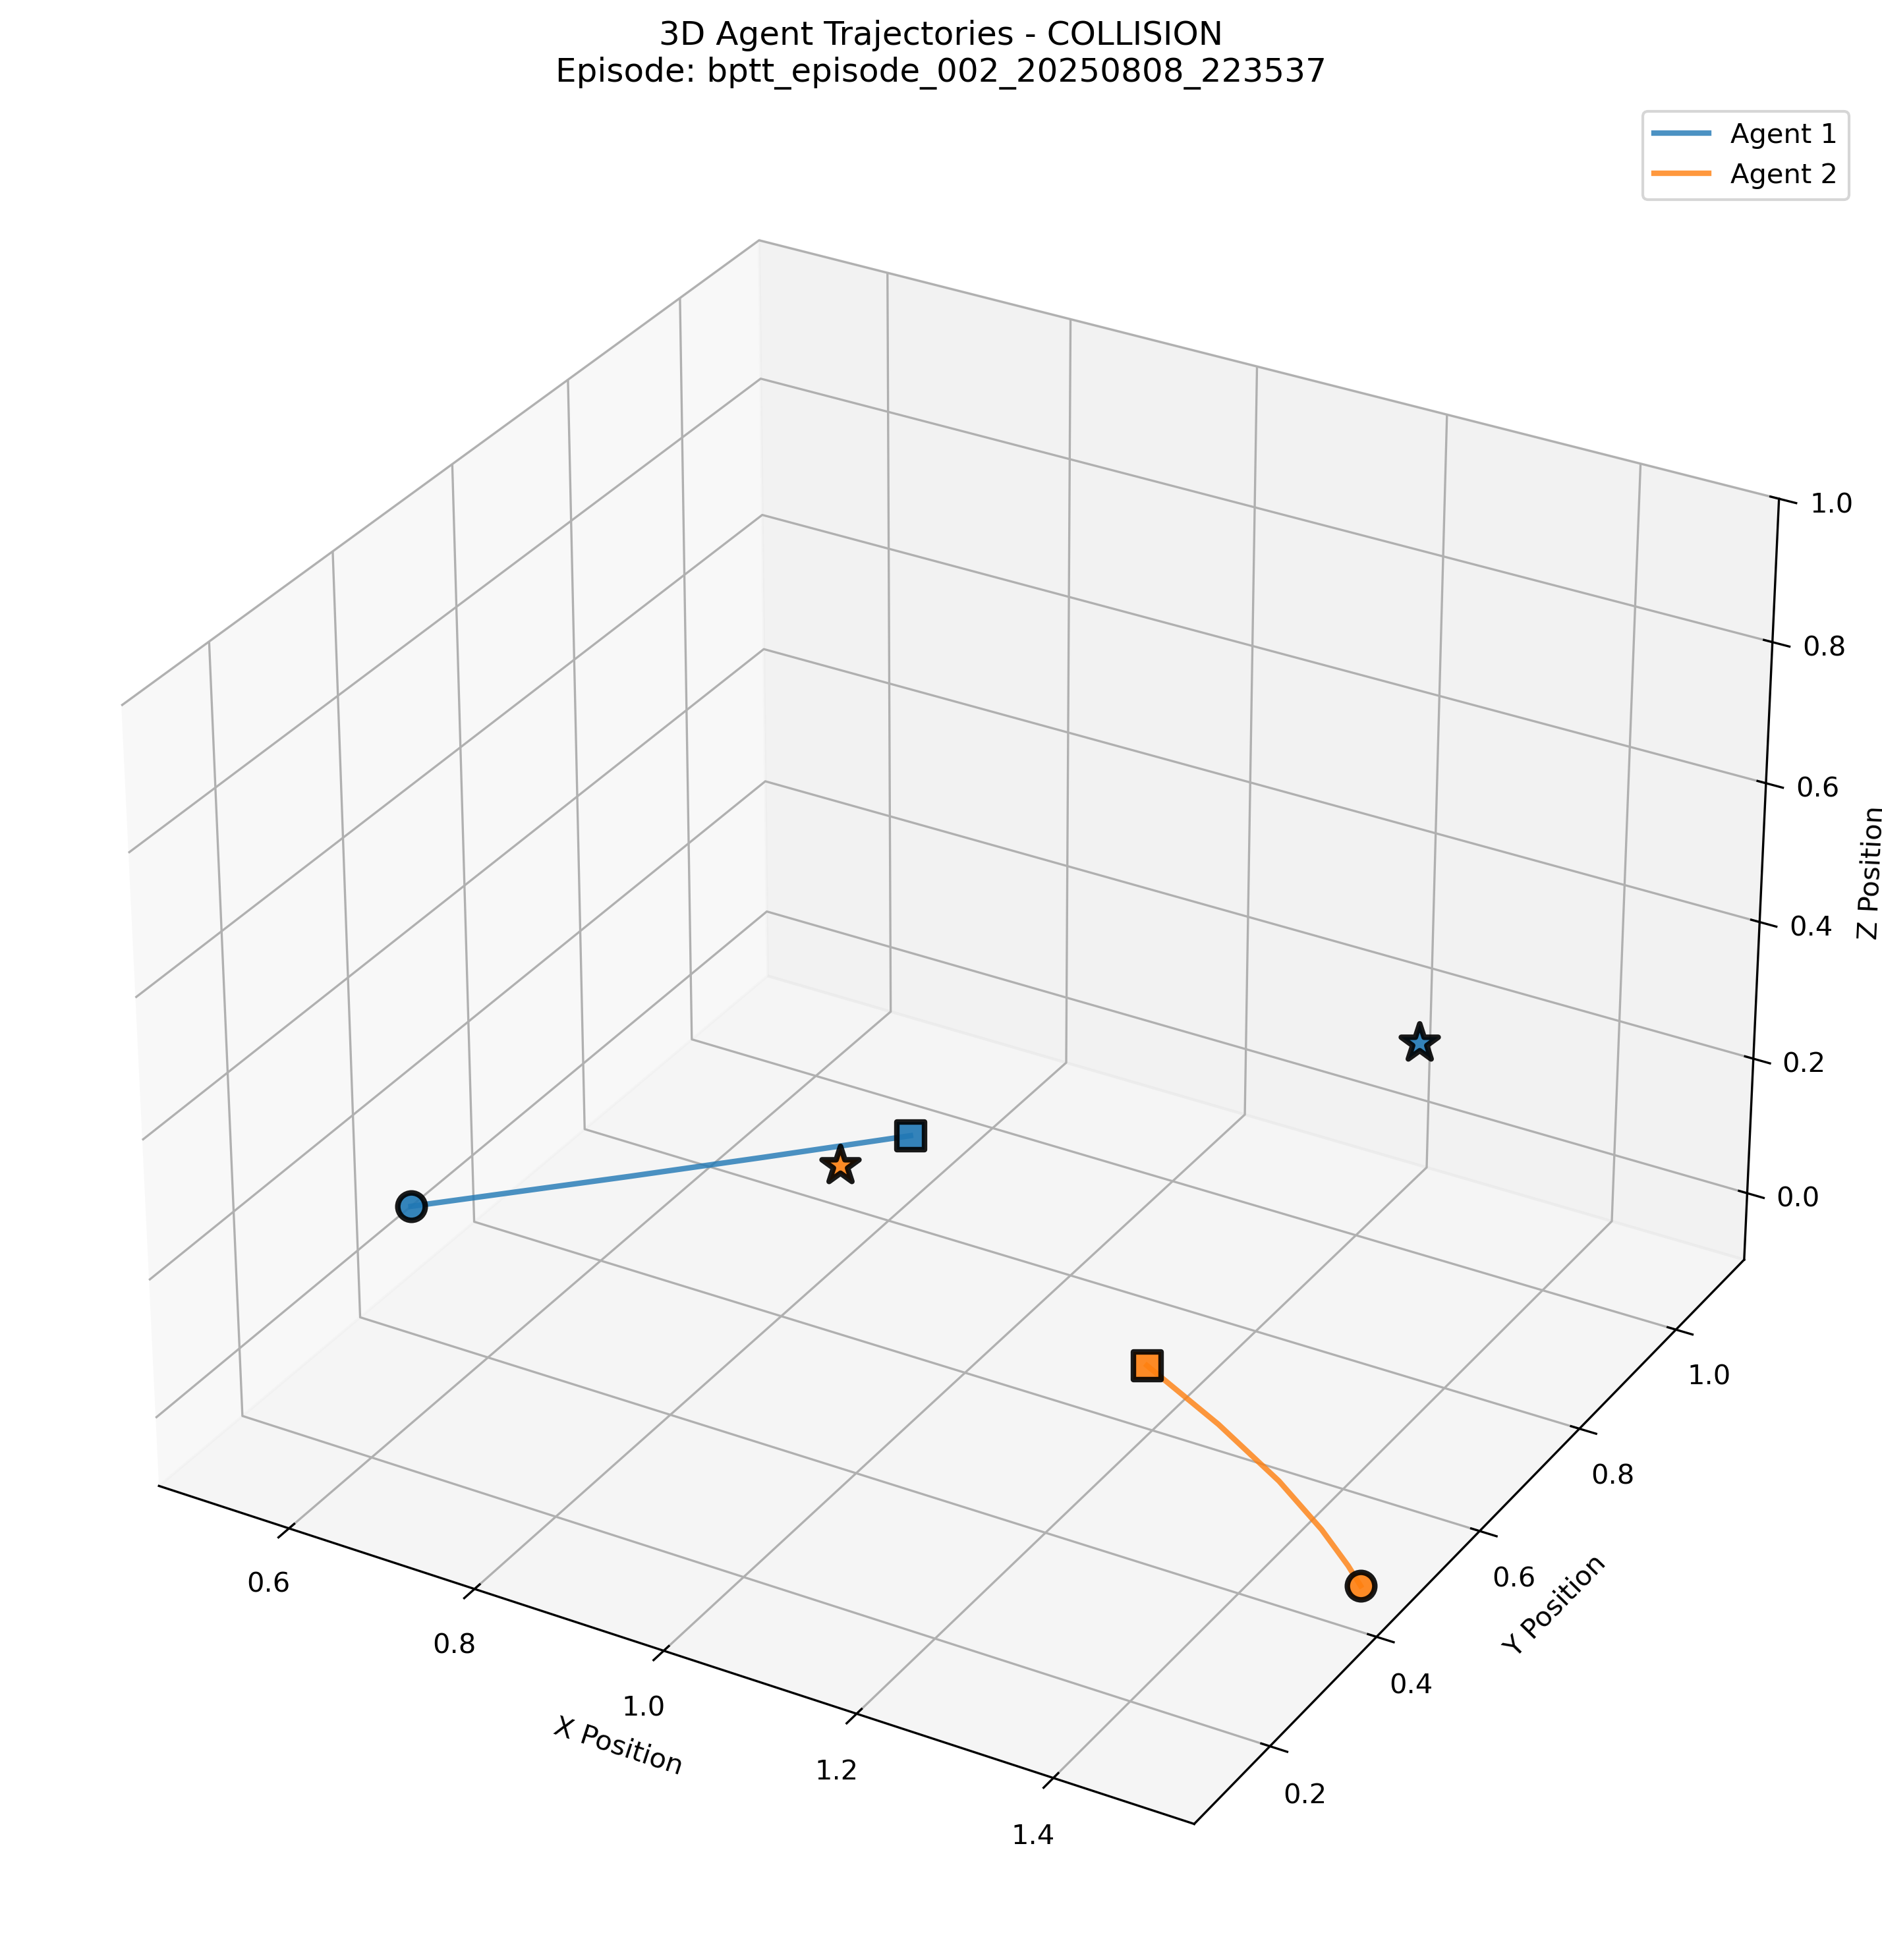 3D Agent Trajectories - COLLISION
Episode: bptt_episode_002_20250808_223537
Agent 1
Agent 2
1.0
0.8
0.6
0.4
0.2
0.0
Z Position
1.0
0.8
0.6
0.4
0.2
Y Position
0.6
0.8
1.0
1.2
1.4
X Position